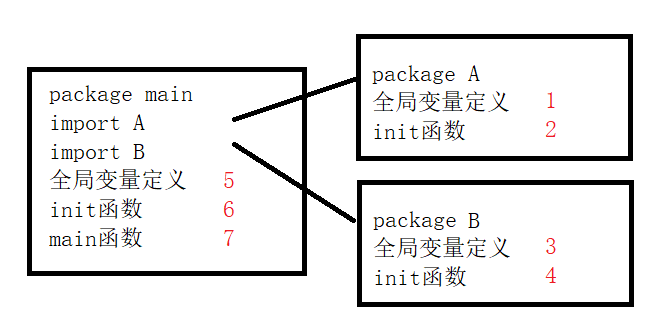 package main
import A
import B
全局变量定义 5
init函数 6
main函数 7
package A
全局变量定义 1
init函数 2
package B
全局变量定义 3
init函数 4